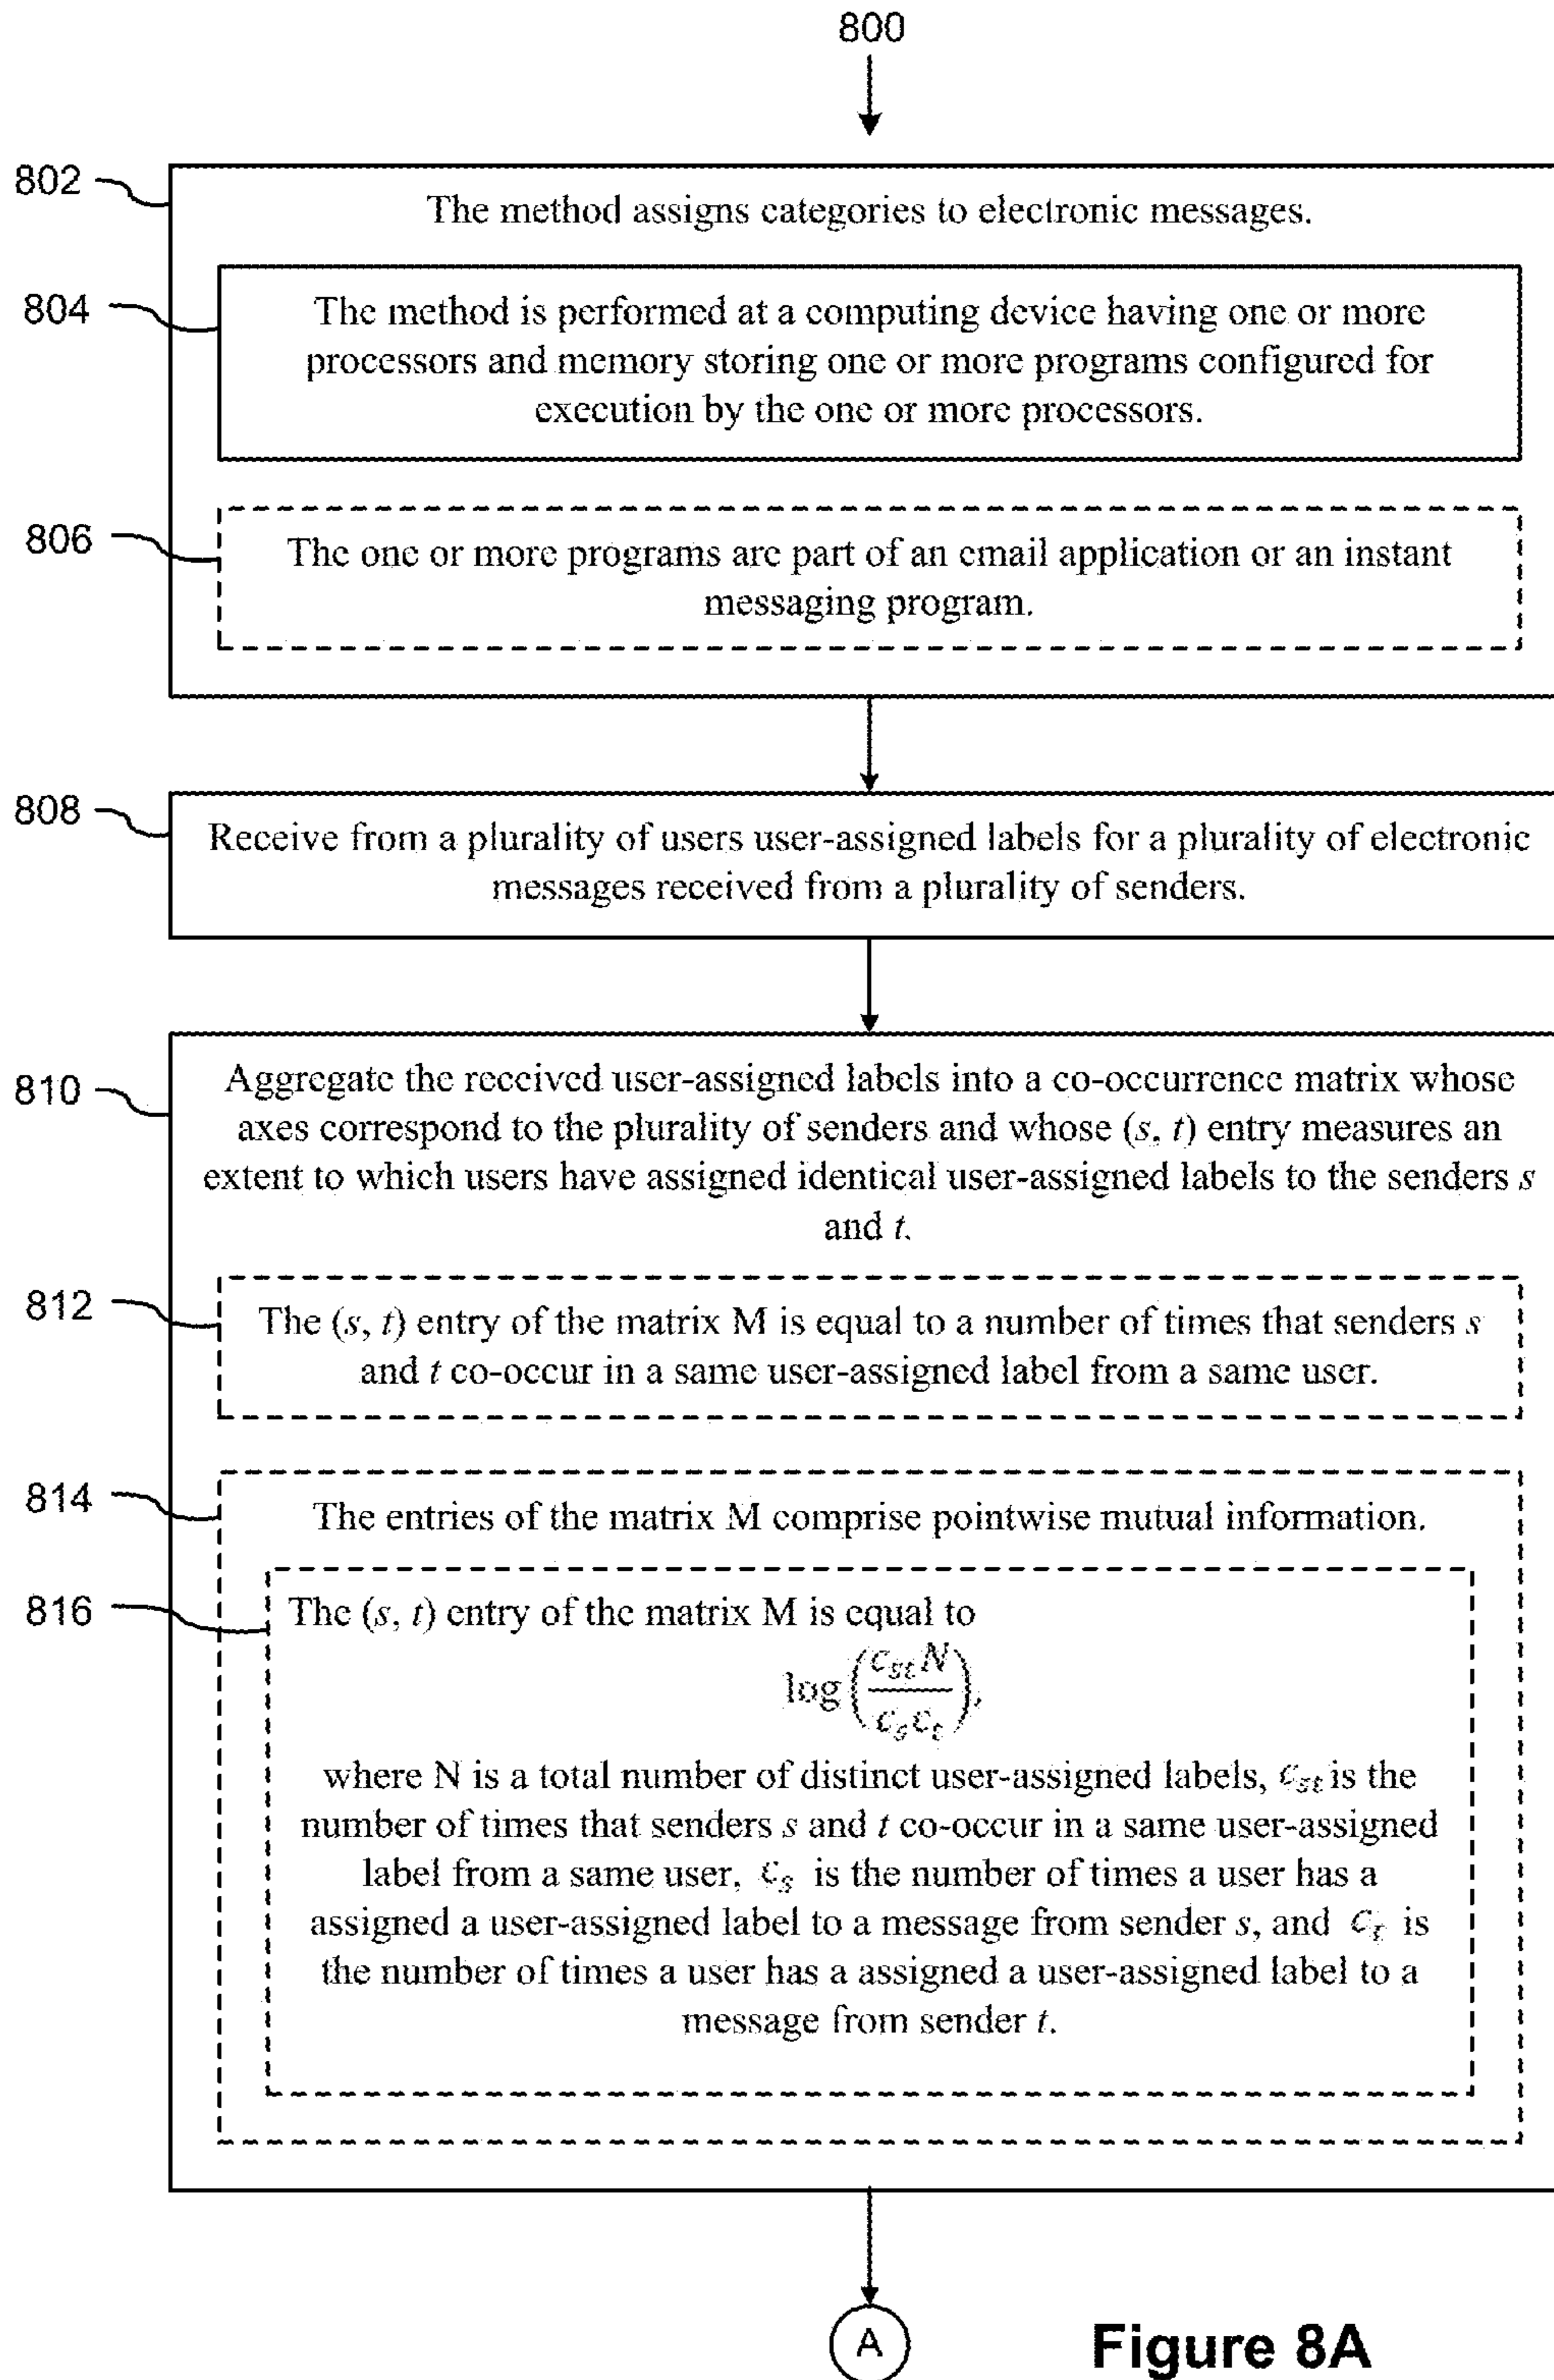 800
802
The method assigns categories to electronic messages.
804
The method is performed at a computing device having one or more
processors and memory storing one or more programs configured for
execution by the one or more processors.
806
The one or more programs are part of an email application or an instant
messaging program.
808
Receive from a plurality of users user-assigned labels for a plurality of electronic
messages received from a plurality of senders.
810
Aggregate the received user-assigned labels into a co-occurrence matrix whose
axes correspond to the plurality of senders and whose (s, t) entry measures an
extent to which users have assigned identical user-assigned labels to the senders s
and t.
812
The (s, t) entry of the matrix M is equal to a number of times that senders s
and t co-occur in a same user-assigned label from a same user.
814
The entries of the matrix M comprise pointwise mutual information.
816
The (s, t) entry of the matrix M is equal to
log(c_st N / c_s c_t),
where N is a total number of distinct user-assigned labels, c_st is the
number of times that senders s and t co-occur in a same user-assigned
label from a same user, c_s is the number of times a user has a
assigned a user-assigned label to a message from sender s, and c_t is
the number of times a user has a assigned a user-assigned label to a
message from sender t.
A
Figure 8A